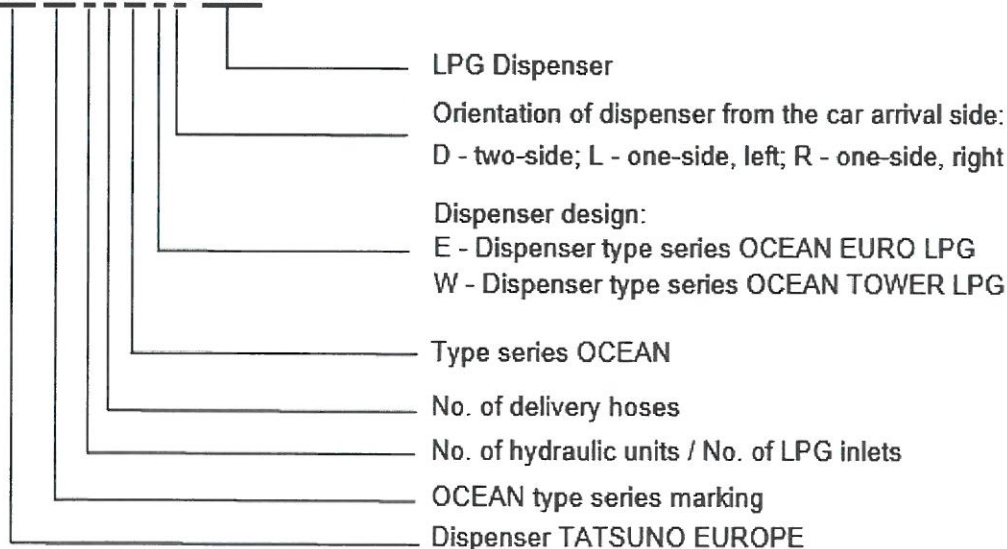 LPG Dispenser
Orientation of dispenser from the car arrival side:
D - two-side; L - one-side, left; R - one-side, right
Dispenser design:
E - Dispenser type series OCEAN EURO LPG
W - Dispenser type series OCEAN TOWER LPG
Type series OCEAN
No. of delivery hoses
No. of hydraulic units / No. of LPG inlets
OCEAN type series marking
Dispenser TATSUNO EUROPE